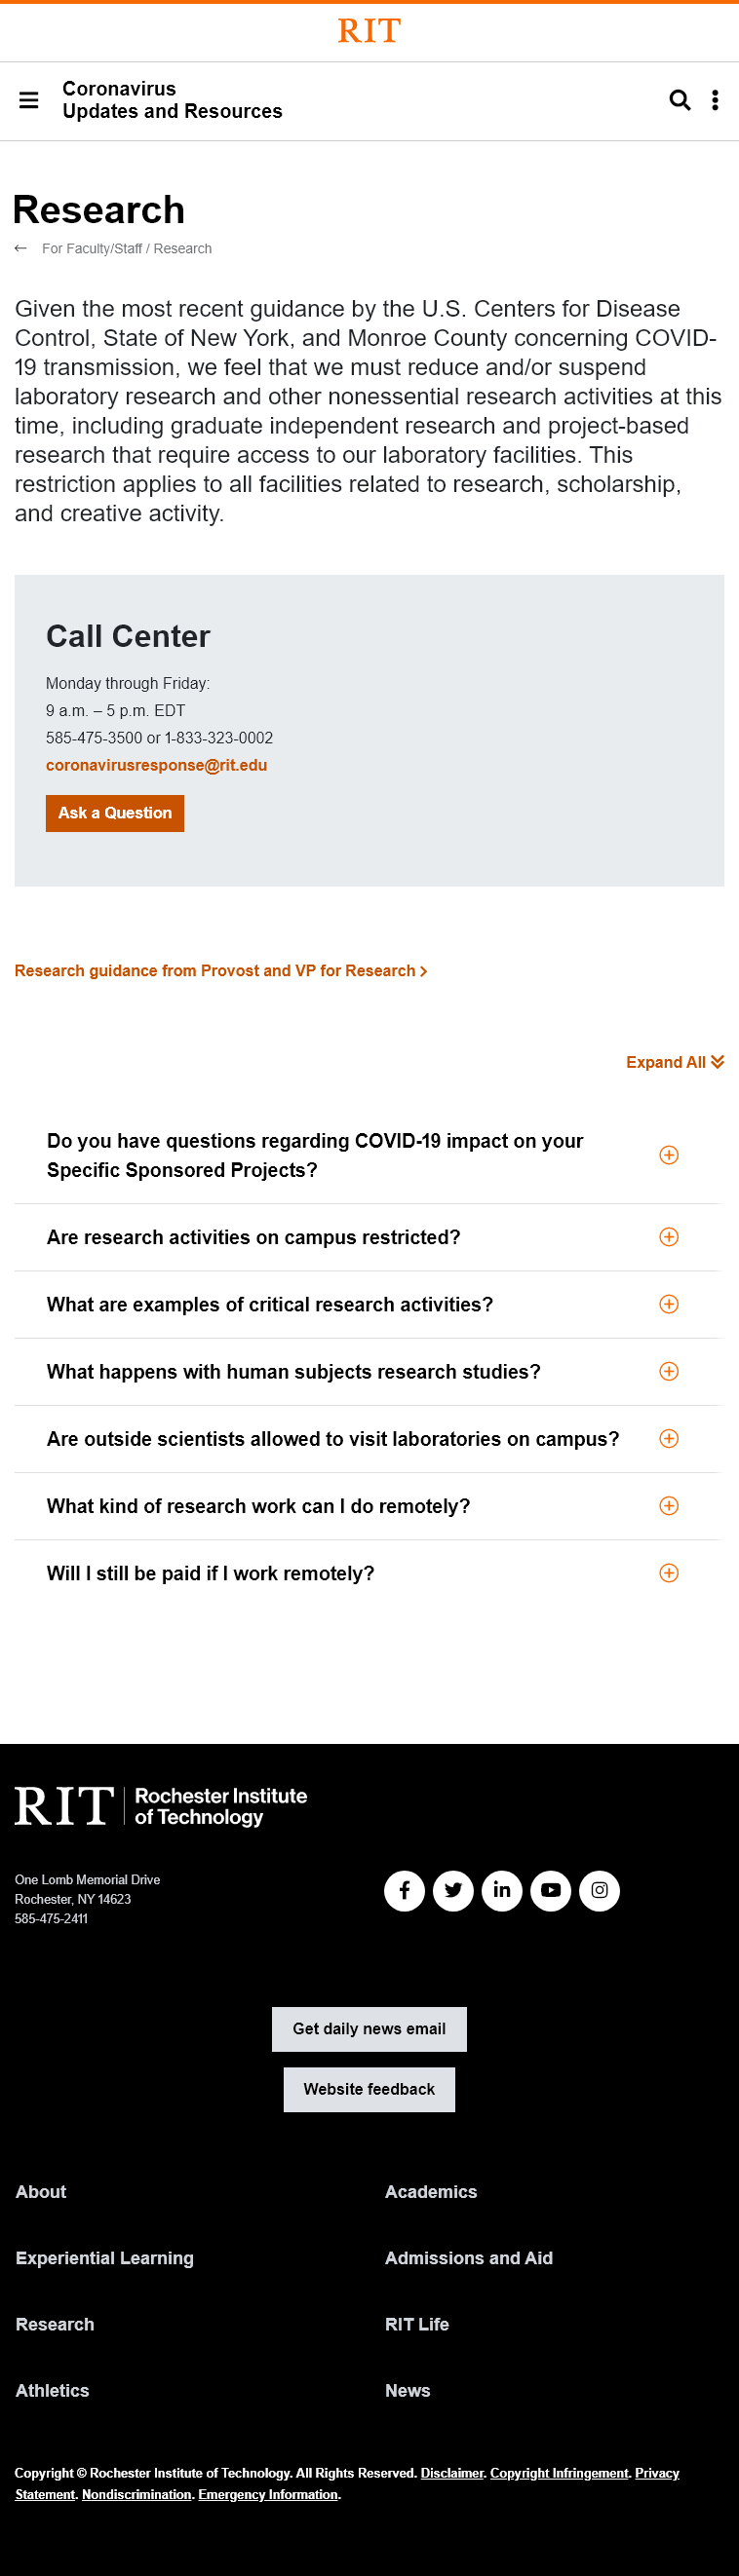 RIT
Coronavirus
Updates and Resources
Research
For Faculty/Staff / Research
Given the most recent guidance by the U.S. Centers for Disease
Control, State of New York, and Monroe County concerning COVID-
19 transmission, we feel that we must reduce and/or suspend
laboratory research and other nonessential research activities at this
time, including graduate independent research and project-based
research that require access to our laboratory facilities. This
restriction applies to all facilities related to research, scholarship,
and creative activity.
Call Center
Monday through Friday:
9 a.m. – 5 p.m. EDT
585-475-3500 or 1-833-323-0002
coronavirusresponse@rit.edu
Ask a Question
Research guidance from Provost and VP for Research
Expand All
Do you have questions regarding COVID-19 impact on your
Specific Sponsored Projects?
Are research activities on campus restricted?
What are examples of critical research activities?
What happens with human subjects research studies?
Are outside scientists allowed to visit laboratories on campus?
What kind of research work can I do remotely?
Will I still be paid if I work remotely?
RIT | Rochester Institute
of Technology
One Lomb Memorial Drive
Rochester, NY 14623
585-475-2411
Get daily news email
Website feedback
About
Academics
Experiential Learning
Admissions and Aid
Research
RIT Life
Athletics
News
Copyright © Rochester Institute of Technology. All Rights Reserved. Disclaimer. Copyright Infringement. Privacy
Statement. Nondiscrimination. Emergency Information.